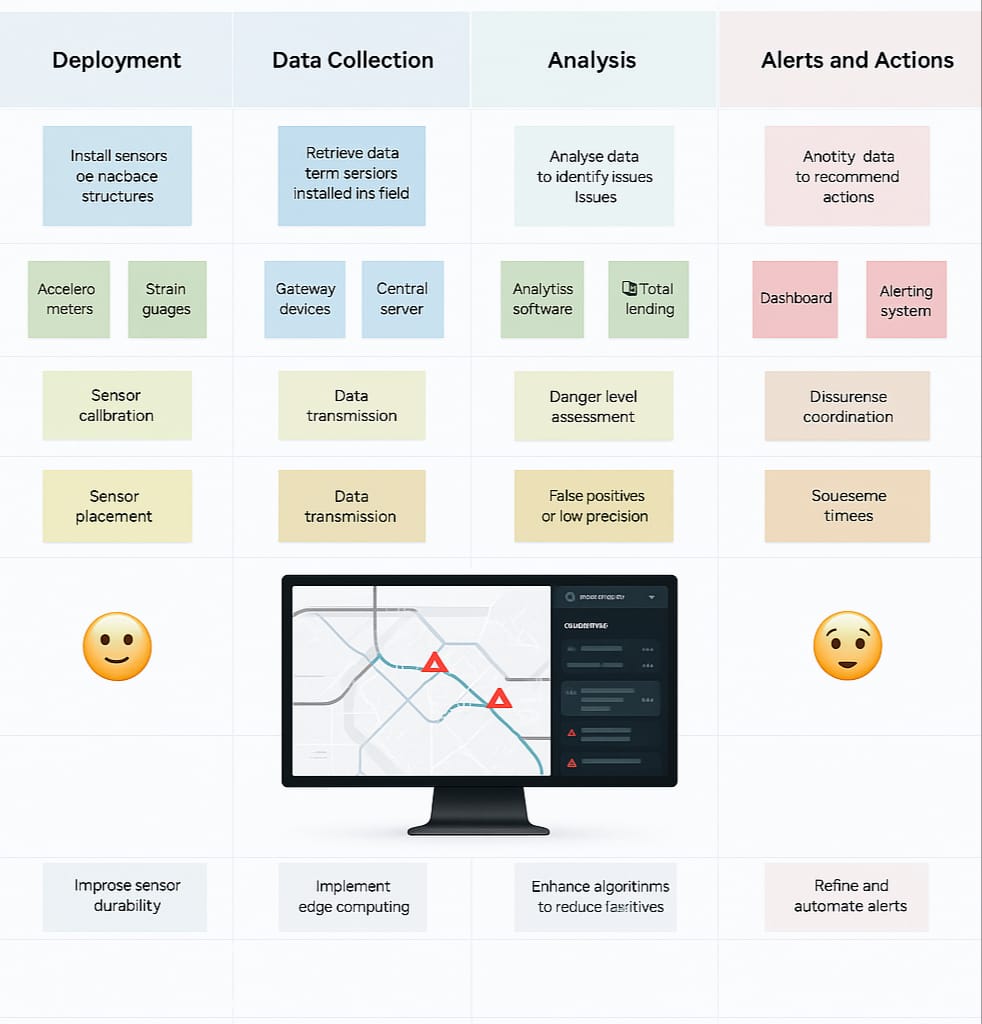 Deployment
Data Collection
Analysis
Alerts and Actions
Install sensors
oe nacbace
structures
Retrieve data
term sersiors
installed ins field
Analyse data
to identify issues
Issues
Anotity data
to recommend
actions
Accelero
meters
Strain
guages
Gateway
devices
Central
server
Analytiss
software
Total
lending
Dashboard
Alerting
system
Sensor
callbration
Data
transmission
Danger level
assessment
Dissurense
coordination
Sensor
placement
Data
transmission
False positives
or low precision
Soueseme
timees
Improse sensor
durability
Implement
edge computing
Enhance algoritinms
to reduce
Refine and
automate alerts